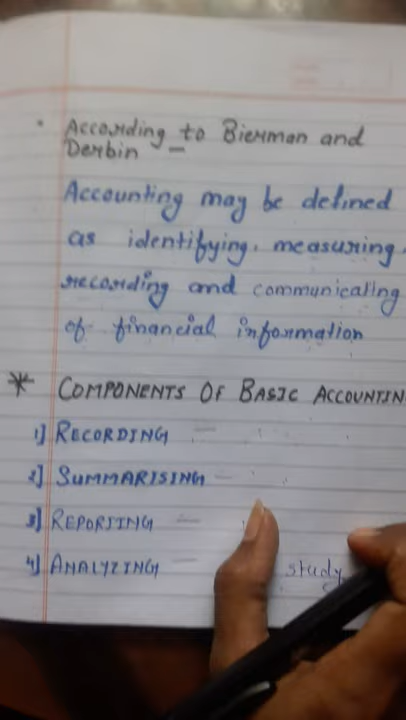 • According to Bierman and
Derbin –
Accounting may be defined
as identifying, measuring,
recording and communicating
of financial information
* COMPONENTS OF BASIC ACCOUNTIN
1] RECORDING –
2] SUMMARISING –
3] REPORTING –
4] ANALYZING – study